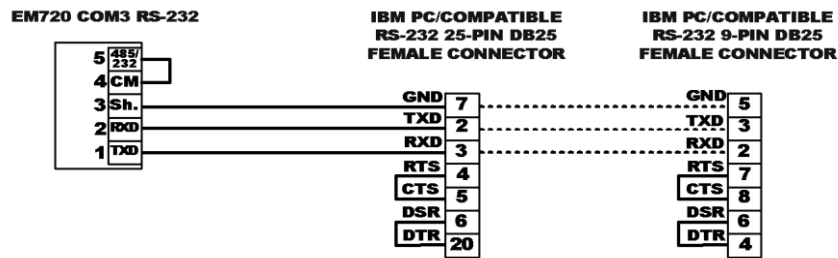 EM720 COM3 RS-232
IBM PC/COMPATIBLE
RS-232 25-PIN DB25
FEMALE CONNECTOR
IBM PC/COMPATIBLE
RS-232 9-PIN DB25
FEMALE CONNECTOR
5 485/
232
4 CM
3 Sh.
2 RXD
1 TXD
GND 7
TXD 2
RXD 3
RTS 4
CTS 5
DSR 6
DTR 20
GND 5
TXD 3
RXD 2
RTS 7
CTS 8
DSR 6
DTR 4